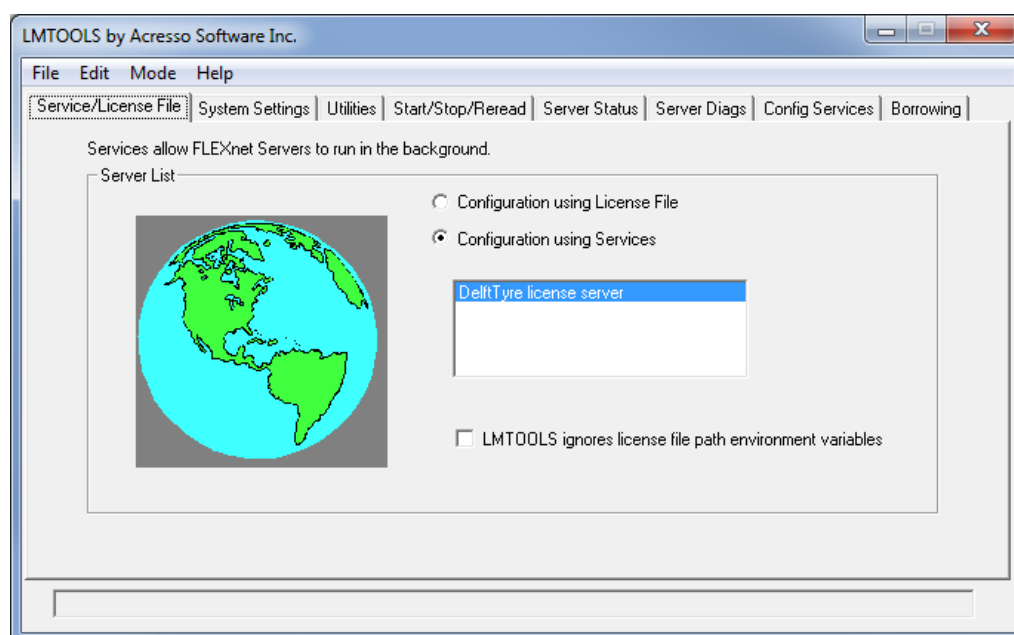 LMTOOLS by Acresso Software Inc.
File Edit Mode Help
Service/License File System Settings Utilities Start/Stop/Reread Server Status Server Diags Config Services Borrowing
Services allow FLEXnet Servers to run in the background.
Server List
Configuration using License File
Configuration using Services
DelftTyre license server
LMTOOLS ignores license file path environment variables